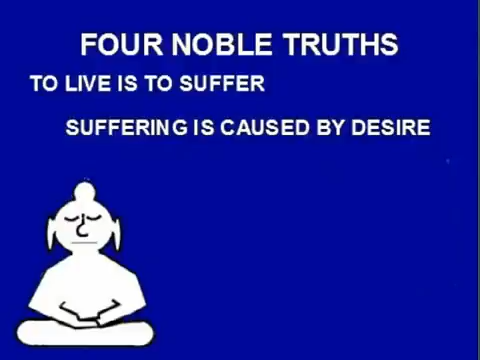 FOUR NOBLE TRUTHS
TO LIVE IS TO SUFFER
SUFFERING IS CAUSED BY DESIRE